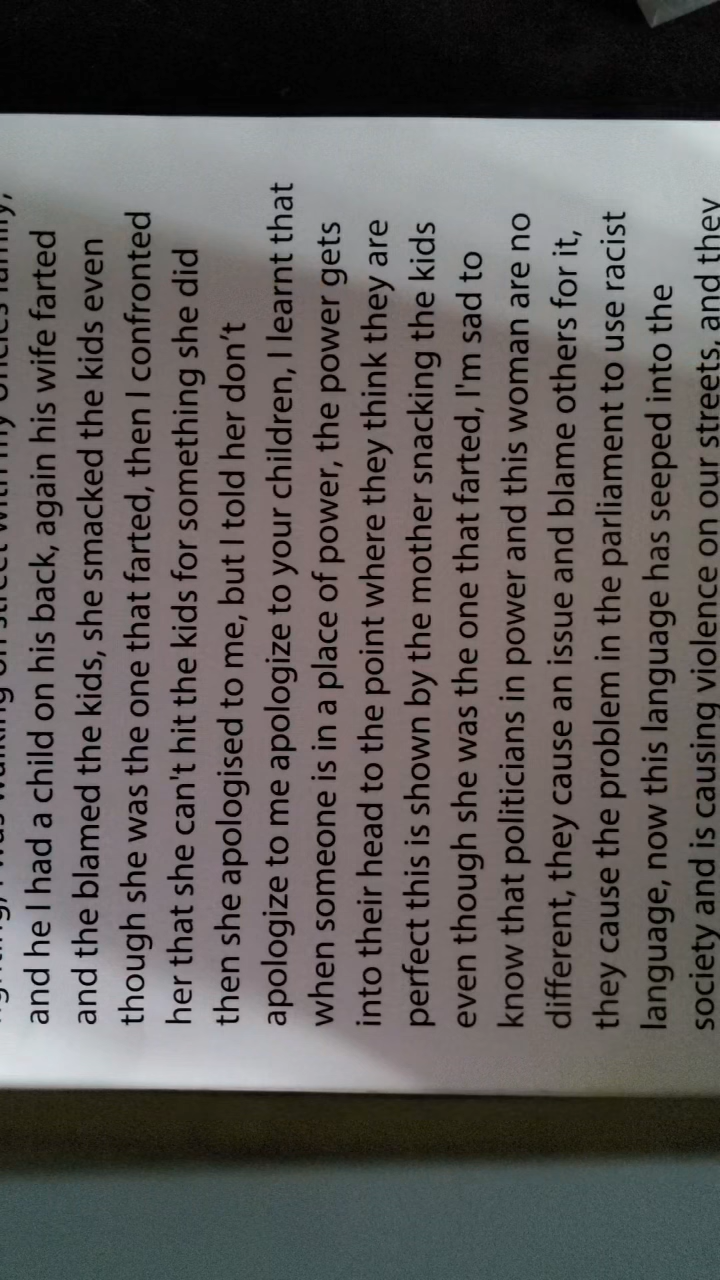 and he I had a child on his back, again his wife farted
and the blamed the kids, she smacked the kids even
though she was the one that farted, then I confronted
her that she can't hit the kids for something she did
then she apologised to me, but I told her don't
apologize to me apologize to your children, I learnt that
when someone is in a place of power, the power gets
into their head to the point where they think they are
perfect this is shown by the mother snacking the kids
even though she was the one that farted, I'm sad to
know that politicians in power and this woman are no
different, they cause an issue and blame others for it,
they cause the problem in the parliament to use racist
language, now this language has seeped into the
society and is causing violence on our streets, and they